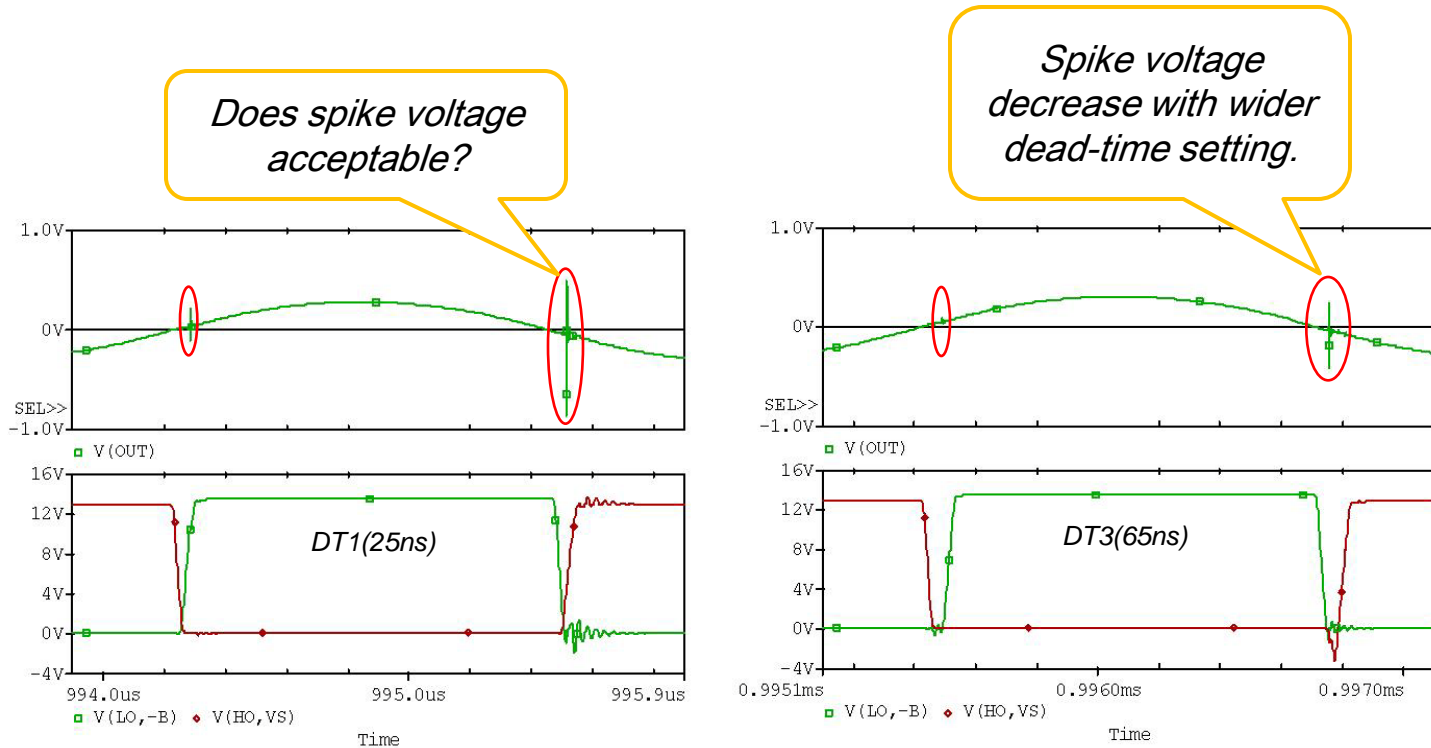 Does spike voltage
acceptable?
Spike voltage
decrease with wider
dead-time setting.
1.0V
0V
SEL>>
-1.0V
V(OUT)
16V
12V
8V
4V
0V
-4V
DT1(25ns)
994.0us
995.0us
995.9us
V(LO,-B) V(HO,VS)
Time
1.0V
0V
SEL>>
-1.0V
V(OUT)
16V
12V
8V
4V
0V
-4V
DT3(65ns)
0.9951ms
0.9960ms
0.9970ms
V(LO,-B) V(HO,VS)
Time